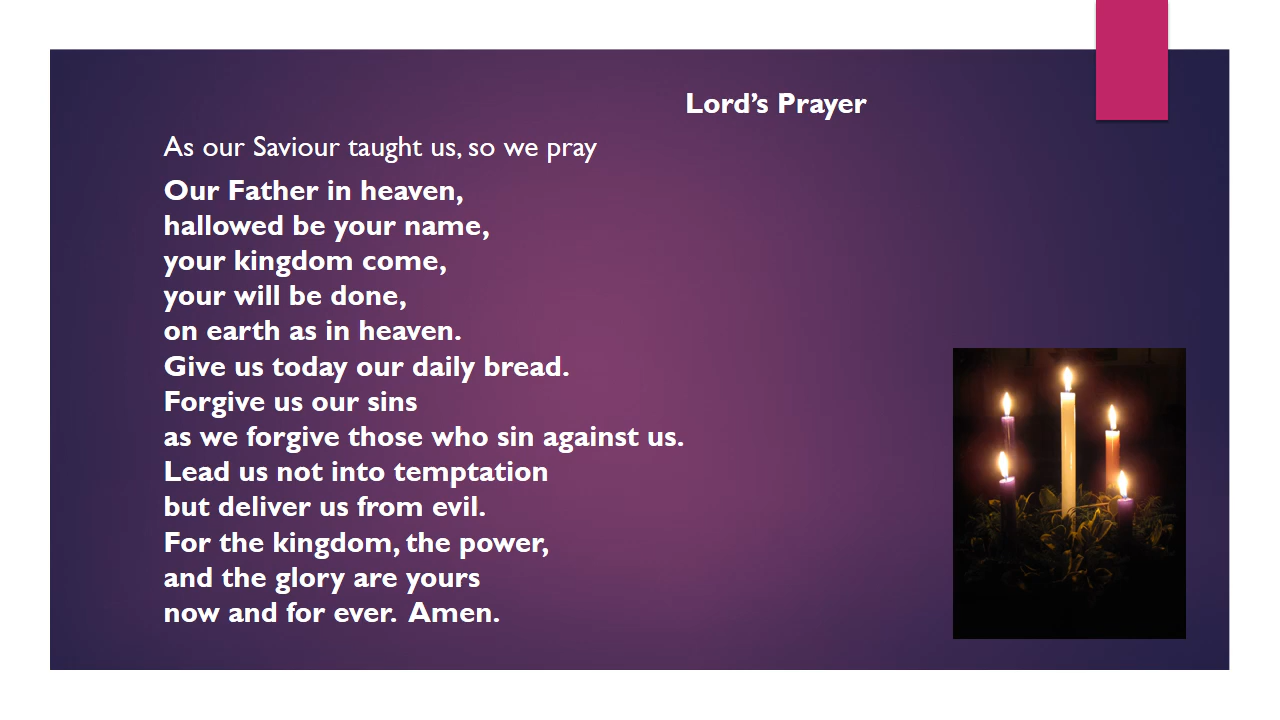 Lord’s Prayer
As our Saviour taught us, so we pray
Our Father in heaven,
hallowed be your name,
your kingdom come,
your will be done,
on earth as in heaven.
Give us today our daily bread.
Forgive us our sins
as we forgive those who sin against us.
Lead us not into temptation
but deliver us from evil.
For the kingdom, the power,
and the glory are yours
now and for ever.  Amen.